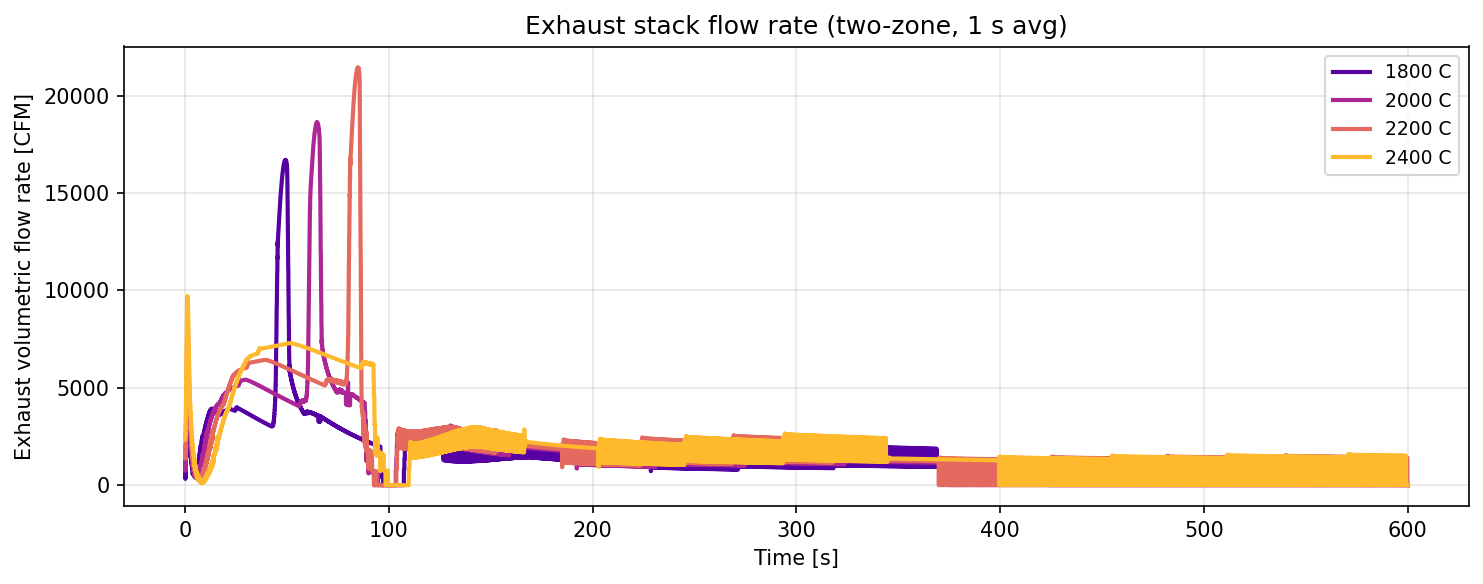 Exhaust stack flow rate (two-zone, 1 s avg)
Exhaust volumetric flow rate [CFM]
20000
15000
10000
5000
0
1800 C
2000 C
2200 C
2400 C
0 100 200 300 400 500 600
Time [s]